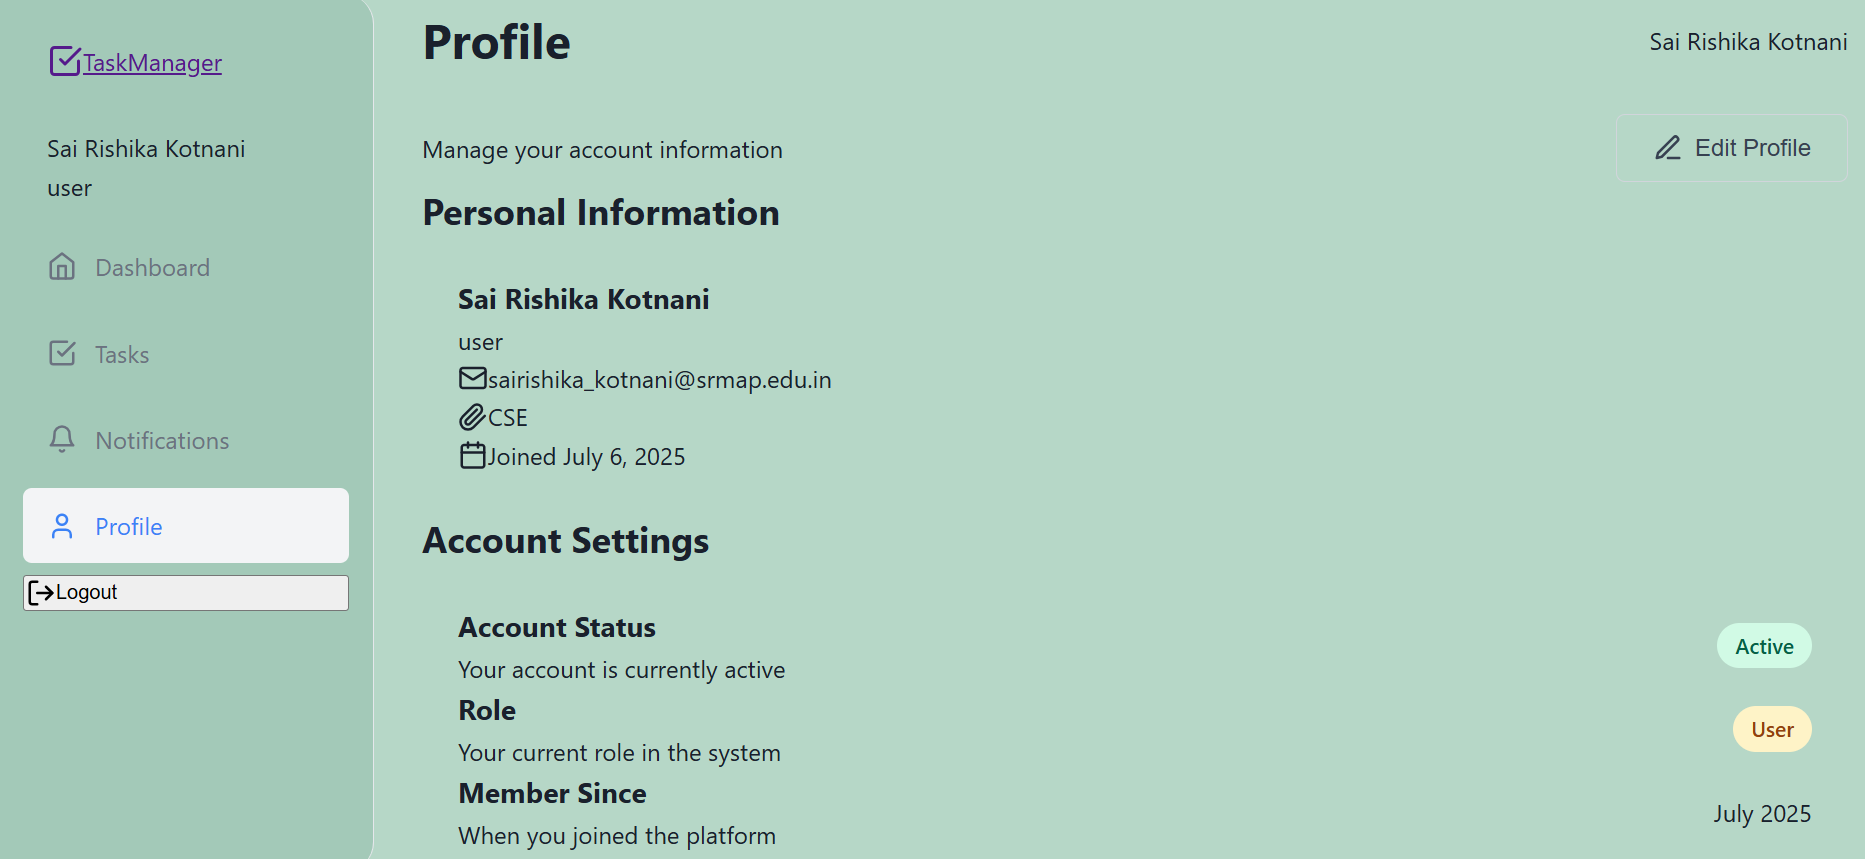 TaskManager
Sai Rishika Kotnani
user
Dashboard
Tasks
Notifications
Profile
Logout
Profile
Sai Rishika Kotnani
Manage your account information
Edit Profile
Personal Information
Sai Rishika Kotnani
user
sairishika_kotnani@srmap.edu.in
CSE
Joined July 6, 2025
Account Settings
Account Status
Your account is currently active
Active
Role
Your current role in the system
User
Member Since
When you joined the platform
July 2025